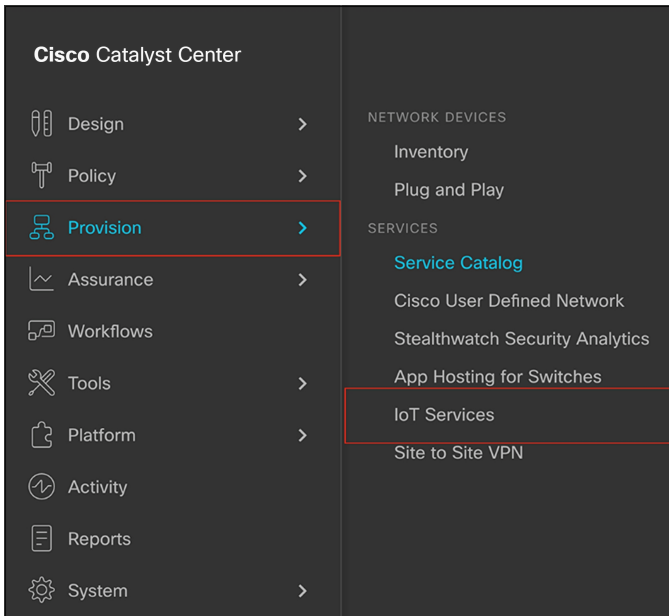 Cisco Catalyst Center
Design
Policy
Provision
Assurance
Workflows
Tools
Platform
Activity
Reports
System
NETWORK DEVICES
Inventory
Plug and Play
SERVICES
Service Catalog
Cisco User Defined Network
Stealthwatch Security Analytics
App Hosting for Switches
IoT Services
Site to Site VPN